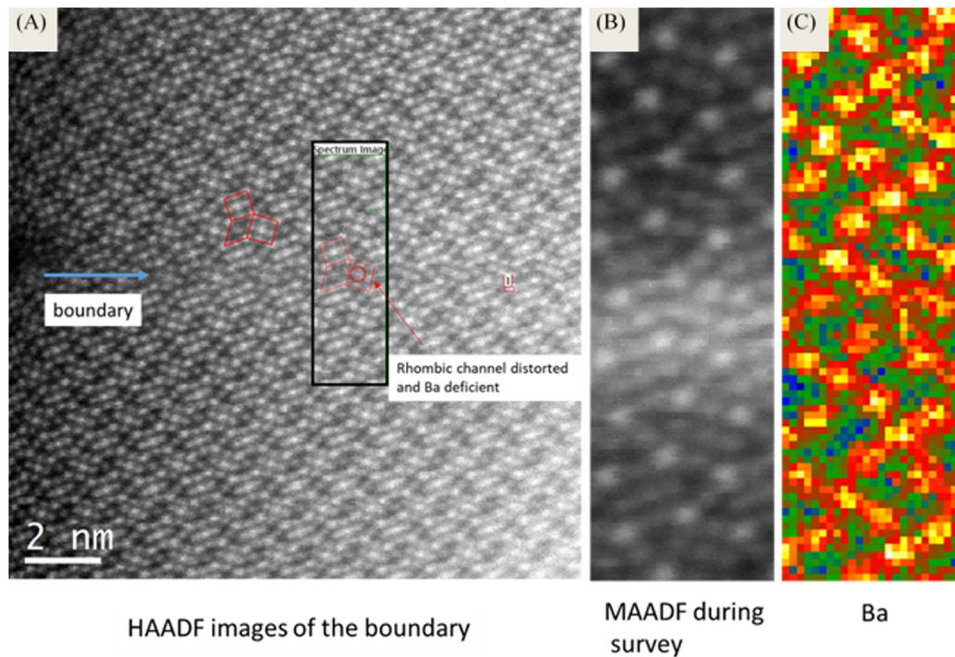 (A)
(B)
(C)
Spectrum Image
boundary
Rhombic channel distorted
and Ba deficient
2 nm
HAADF images of the boundary
MAADF during
survey
Ba